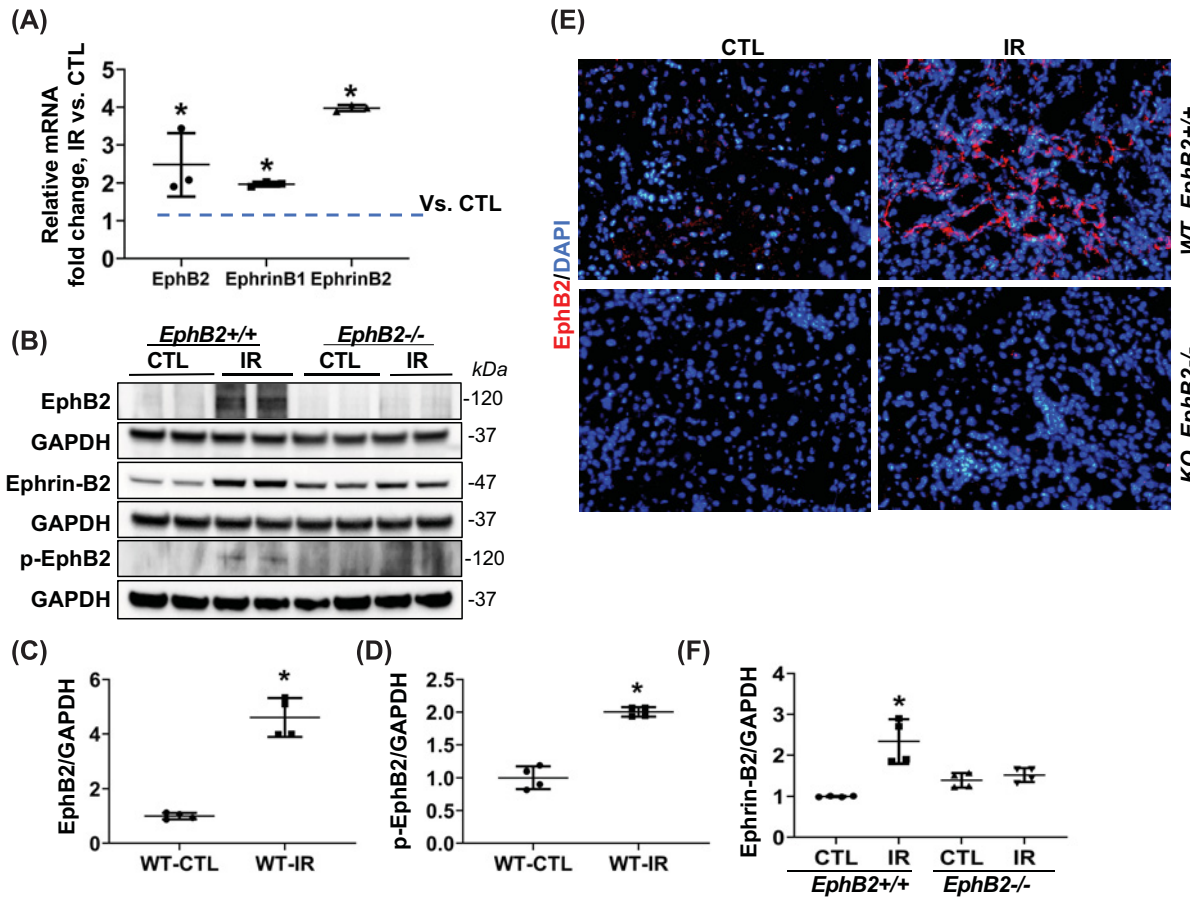 (A)
Relative mRNA
fold change, IR vs. CTL
5
4
3
2
1
0
*
*
*
Vs. CTL
EphB2 EphrinB1 EphrinB2
(B)
EphB2+/+ EphB2-/-
CTL IR CTL IR kDa
EphB2 -120
GAPDH -37
Ephrin-B2 -47
GAPDH -37
p-EphB2 -120
GAPDH -37
(C)
EphB2/GAPDH
6
4
2
0
*
WT-CTL WT-IR
(D)
p-EphB2/GAPDH
2.5
2.0
1.5
1.0
0.5
0.0
*
WT-CTL WT-IR
(E)
CTL IR
EphB2/DAPI
WT EphB2+/+
KO EphB2-/-
(F)
Ephrin-B2/GAPDH
4
3
2
1
0
*
CTL IR CTL IR
EphB2+/+ EphB2-/-